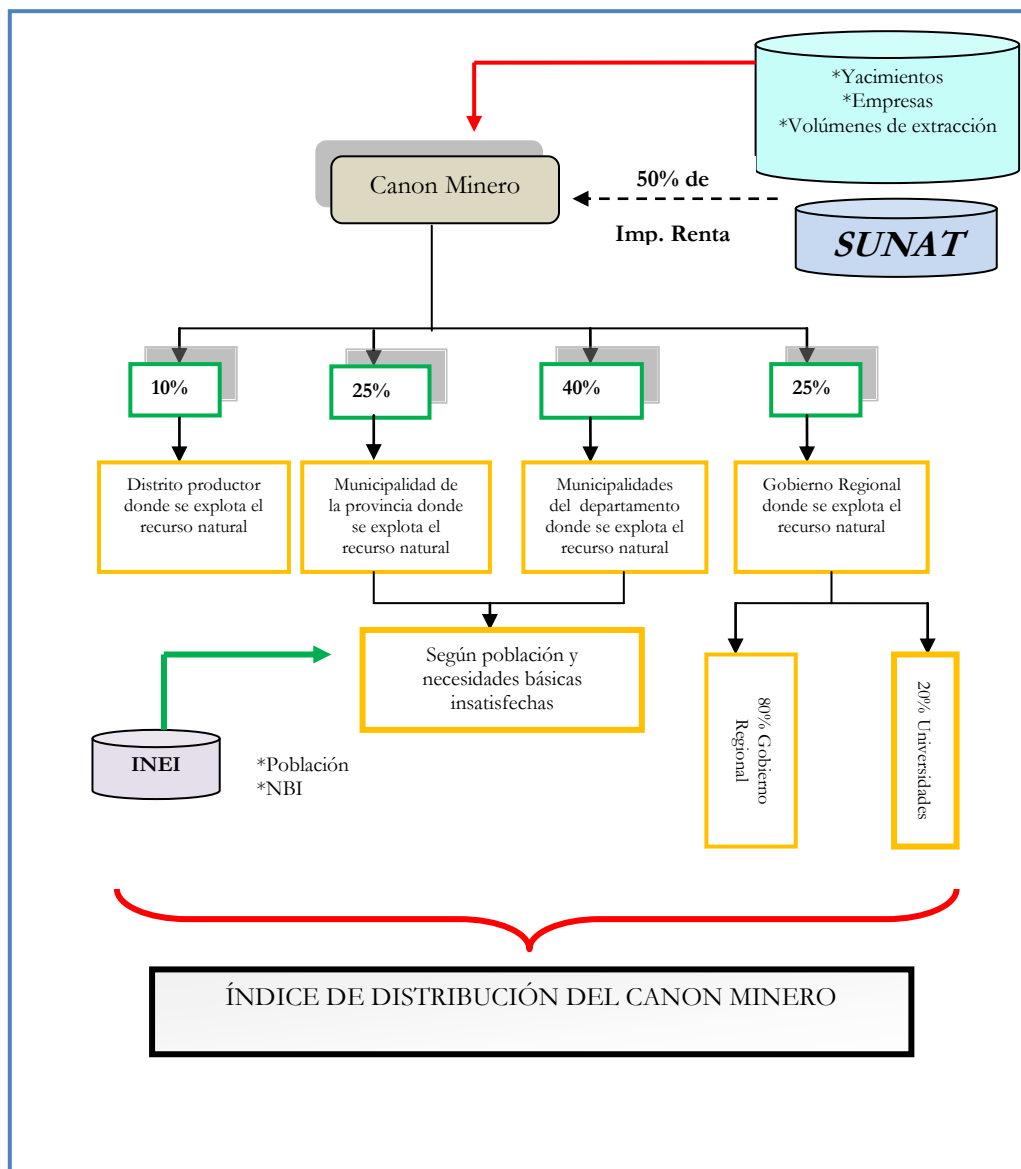 *Yacimientos
*Empresas
*Volúmenes de extracción
Canon Minero
50% de
Imp. Renta
SUNAT
10%
25%
40%
25%
Distrito productor
donde se explota el
recurso natural
Municipalidad de
la provincia donde
se explota el
recurso natural
Municipalidades
del departamento
donde se explota el
recurso natural
Gobierno Regional
donde se explota el
recurso natural
Según población y
necesidades básicas
insatisfechas
80% Gobierno
Regional
20% Universidades
INEI
*Población
*NBI
ÍNDICE DE DISTRIBUCIÓN DEL CANON MINERO